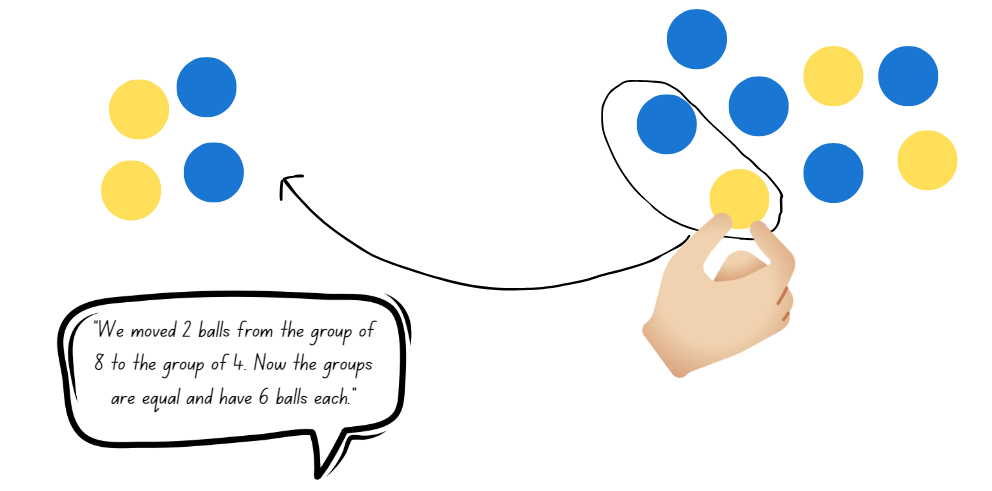 "We moved 2 balls from the group of
8 to the group of 4. Now the groups
are equal and have 6 balls each."